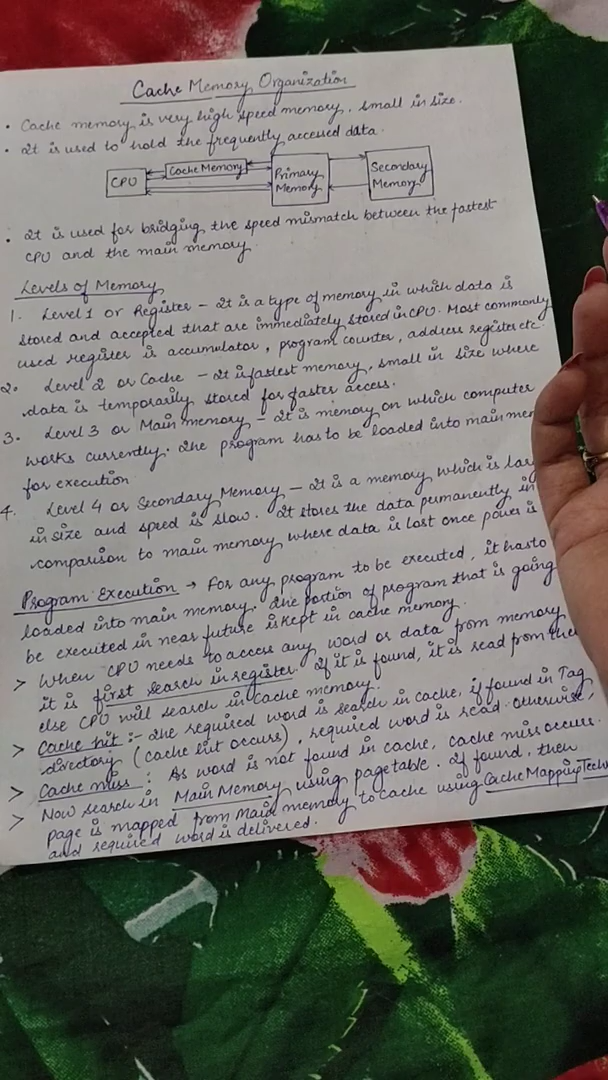 Cache Memory Organization
• Cache memory is very high speed memory, small in size.
• It is used to hold the frequently accessed data.
CPU
Cache Memory
Primary Memory
Secondary Memory
• It is used for bridging the speed mismatch between the fastest
CPU and the main memory.
Levels of Memory
1. Level 1 or Register – It is a type of memory in which data is
stored and accepted that are immediately stored in CPU. Most commonly
used register is accumulator, program counter, address register etc.
2. Level 2 or Cache – It is fastest memory, small in size where
data is temporarily stored for faster access.
3. Level 3 or Main memory – It is memory on which computer
works currently. The program has to be loaded into main mem
for execution
4. Level 4 or Secondary Memory – It is a memory which is lar
in size and speed is slow. It stores the data permanently in
comparison to main memory where data is lost once power is
Program Execution → For any program to be executed, it has to
loaded into main memory. The portion of program that is going
be executed in near future is kept in cache memory.
> When CPU needs to access any word or data from memory
it is first search in register. If it is found, it is read from the
else CPU will search in cache memory.
> Cache hit :– The required word is search in cache, if found in Tag
directory (cache hit occurs), required word is read otherwise,
> Cache miss : As word is not found in cache, cache miss occurs.
> Now search in Main Memory using page table. If found, then
page is mapped from Main memory to cache using Cache Mapping Tech
and required word is delivered.